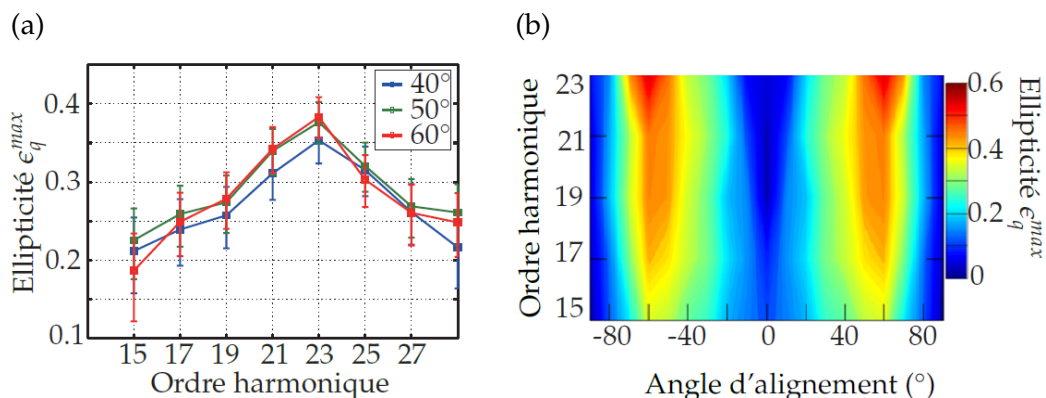 (a)
(b)
0.4
0.3
0.2
0.1
Ellipticité ϵ_q^max
40°
50°
60°
15 17 19 21 23 25 27
Ordre harmonique
23
21
19
17
15
Ordre harmonique
-80 -40 0 40 80
Angle d'alignement (°)
0.6
0.4
0.2
0
Ellipticité ϵ_q^max